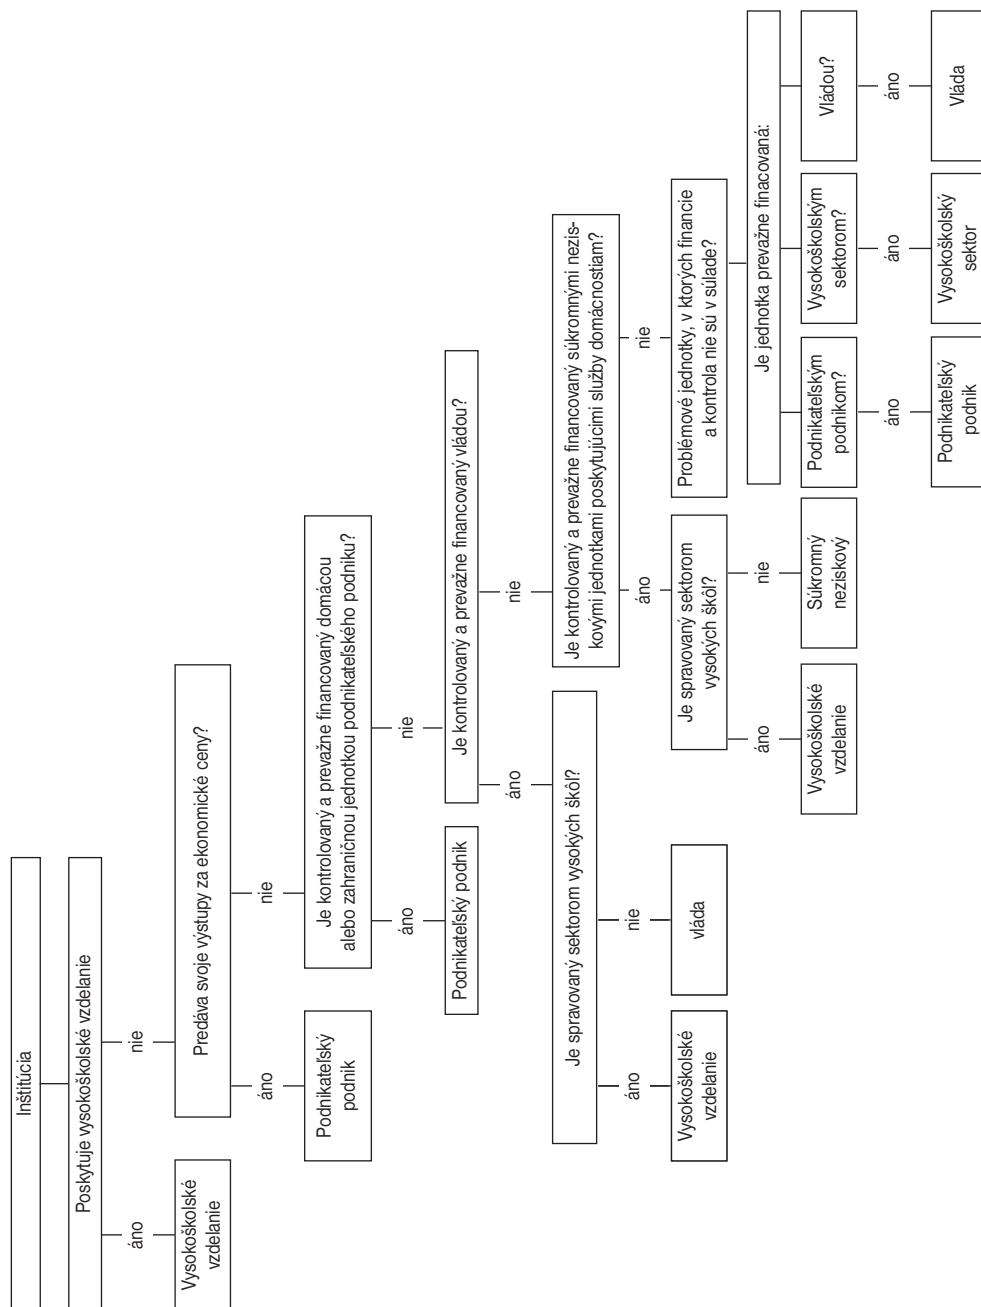 Inštitúcia
Poskytuje vysokoškolské vzdelanie
áno
nie
Vysokoškolské
vzdelanie
Predáva svoje výstupy za ekonomické ceny?
áno
nie
Podnikateľský
podnik
Je kontrolovaný a prevažne financovaný domácou
alebo zahraničnou jednotkou podnikateľského podniku?
áno
nie
Podnikateľský podnik
Je kontrolovaný a prevažne financovaný vládou?
áno
nie
Je spravovaný sektorom vysokých škôl?
áno
nie
Vysokoškolské
vzdelanie
vláda
Je kontrolovaný a prevažne financovaný súkromnými nezis-
kovými jednotkami poskytujúcimi služby domácnostiam?
áno
nie
Je spravovaný sektorom
vysokých škôl?
áno
nie
Vysokoškolské
vzdelanie
Súkromný
neziskový
Problémové jednotky, v ktorých financie
a kontrola nie sú v súlade?
Je jednotka prevažne finacovaná:
Podnikateľským
podnikom?
Vysokoškolským
sektorom?
Vládou?
áno
áno
áno
Podnikateľský
podnik
Vysokoškolský
sektor
Vláda